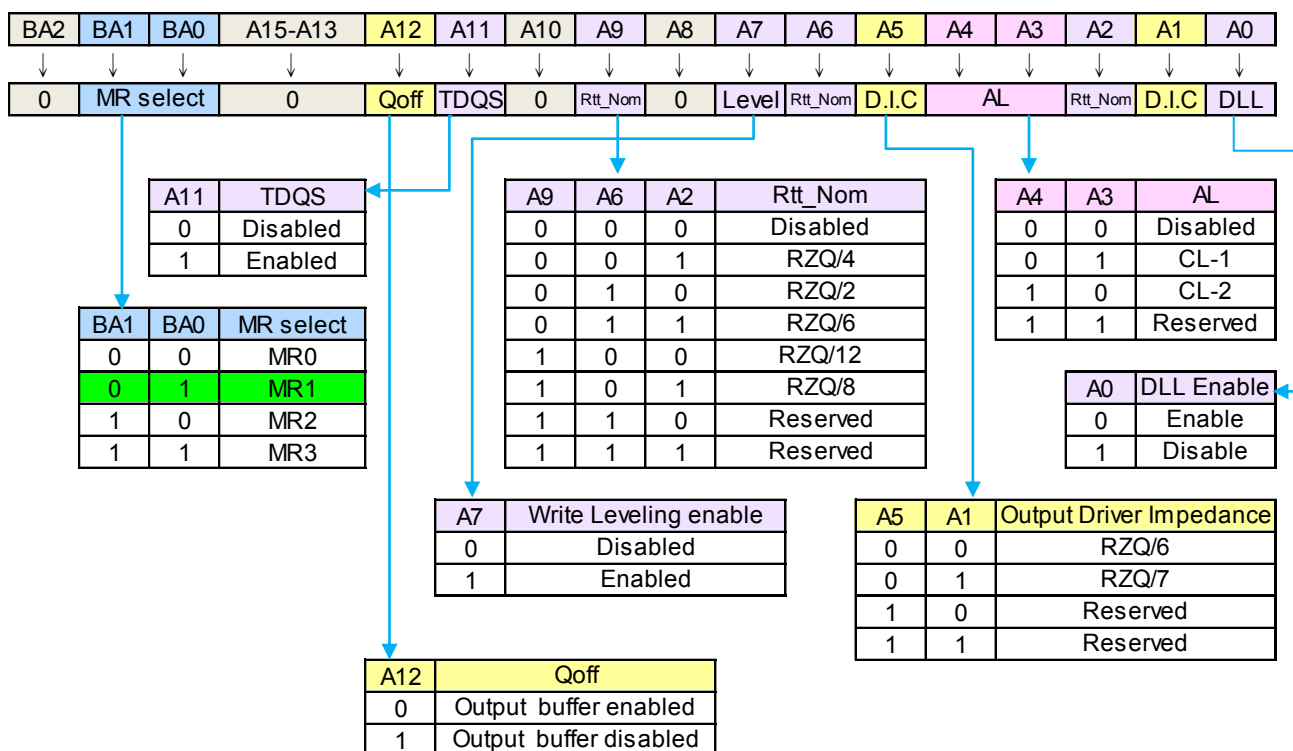 BA2 BA1 BA0 A15-A13 A12 A11 A10 A9 A8 A7 A6 A5 A4 A3 A2 A1 A0
0 MR select 0 Qoff TDQS 0 Rtt_Nom 0 Level Rtt_Nom D.I.C AL Rtt_Nom D.I.C DLL
A11 TDQS
0 Disabled
1 Enabled
A9 A6 A2 Rtt_Nom
0 0 0 Disabled
0 0 1 RZQ/4
0 1 0 RZQ/2
0 1 1 RZQ/6
1 0 0 RZQ/12
1 0 1 RZQ/8
1 1 0 Reserved
1 1 1 Reserved
A4 A3 AL
0 0 Disabled
0 1 CL-1
1 0 CL-2
1 1 Reserved
BA1 BA0 MR select
0 0 MR0
0 1 MR1
1 0 MR2
1 1 MR3
A0 DLL Enable
0 Enable
1 Disable
A7 Write Leveling enable
0 Disabled
1 Enabled
A5 A1 Output Driver Impedance
0 0 RZQ/6
0 1 RZQ/7
1 0 Reserved
1 1 Reserved
A12 Qoff
0 Output buffer enabled
1 Output buffer disabled